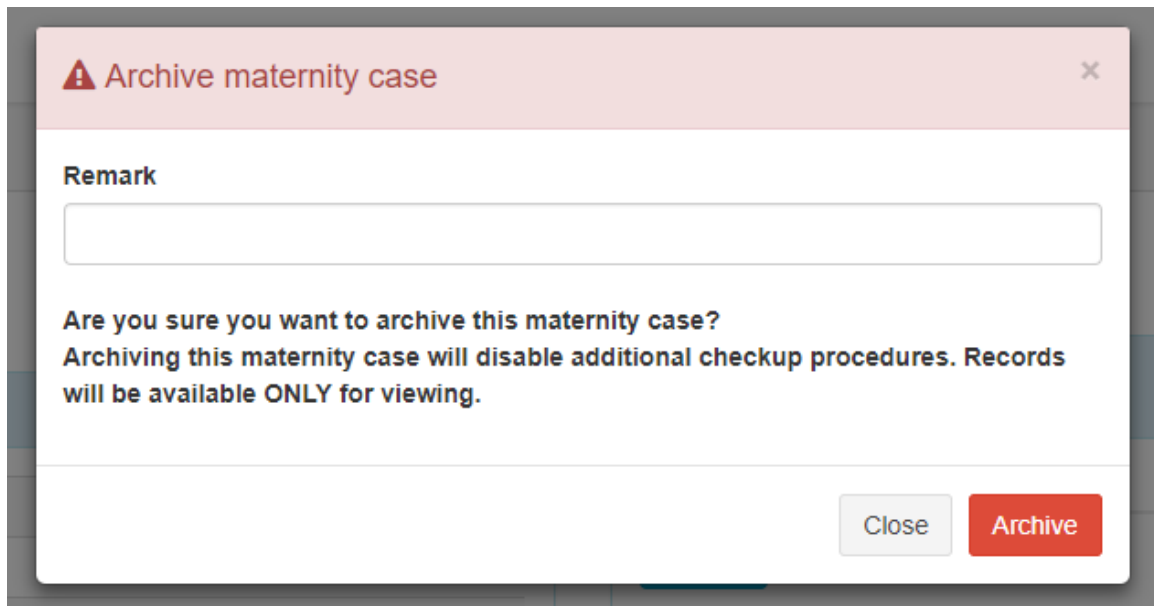 Archive maternity case
×
Remark
Are you sure you want to archive this maternity case?
Archiving this maternity case will disable additional checkup procedures. Records
will be available ONLY for viewing.
Close
Archive